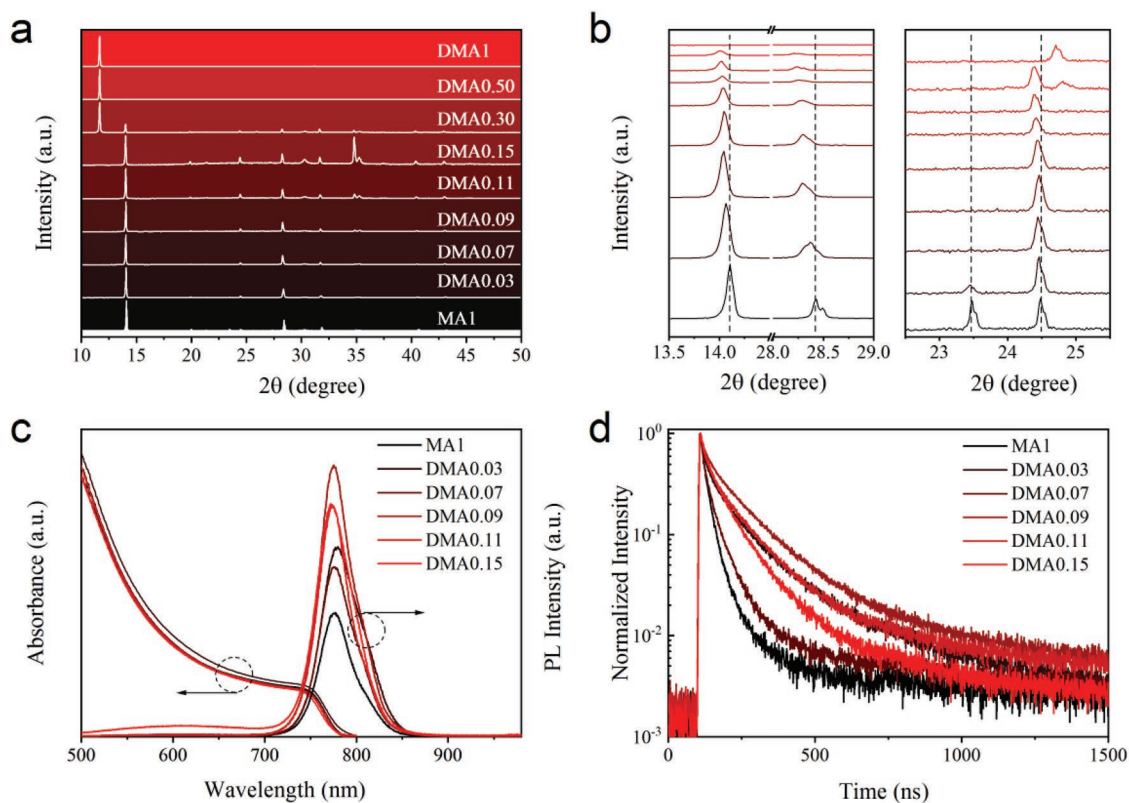 a
Intensity (a.u.)
DMA1
DMA0.50
DMA0.30
DMA0.15
DMA0.11
DMA0.09
DMA0.07
DMA0.03
MA1
10 15 20 25 30 35 40 45 50
2θ (degree)
b
Intensity (a.u.)
13.5 14.0 28.0 28.5 29.0
2θ (degree)
23 24 25
2θ (degree)
c
Absorbance (a.u.)
MA1
DMA0.03
DMA0.07
DMA0.09
DMA0.11
DMA0.15
PL Intensity (a.u.)
500 600 700 800 900
Wavelength (nm)
d
Normalized Intensity
10⁰
10⁻¹
10⁻²
10⁻³
MA1
DMA0.03
DMA0.07
DMA0.09
DMA0.11
DMA0.15
0 500 1000 1500
Time (ns)